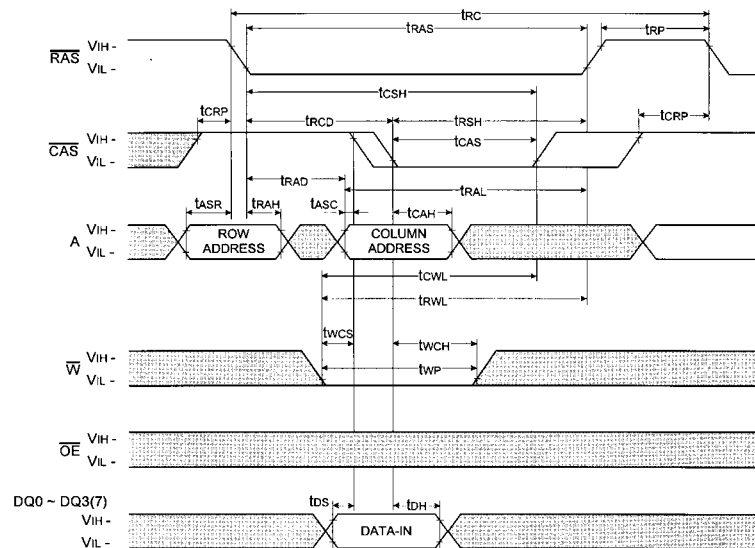 tRC
tRAS
tRP
RAS
VIH -
VIL -
tCSH
tCRP
tRCD
tRSH
tCRP
CAS
VIH -
VIL -
tCAS
tRAD
tRAL
tASR
tRAH
tASC
tCAH
A
VIH -
VIL -
ROW
ADDRESS
COLUMN
ADDRESS
tCWL
tRWL
tWCS
tWCH
W
VIH -
VIL -
tWP
OE
VIH -
VIL -
DQ0 ~ DQ3(7)
tDS
tDH
VIH -
VIL -
DATA-IN